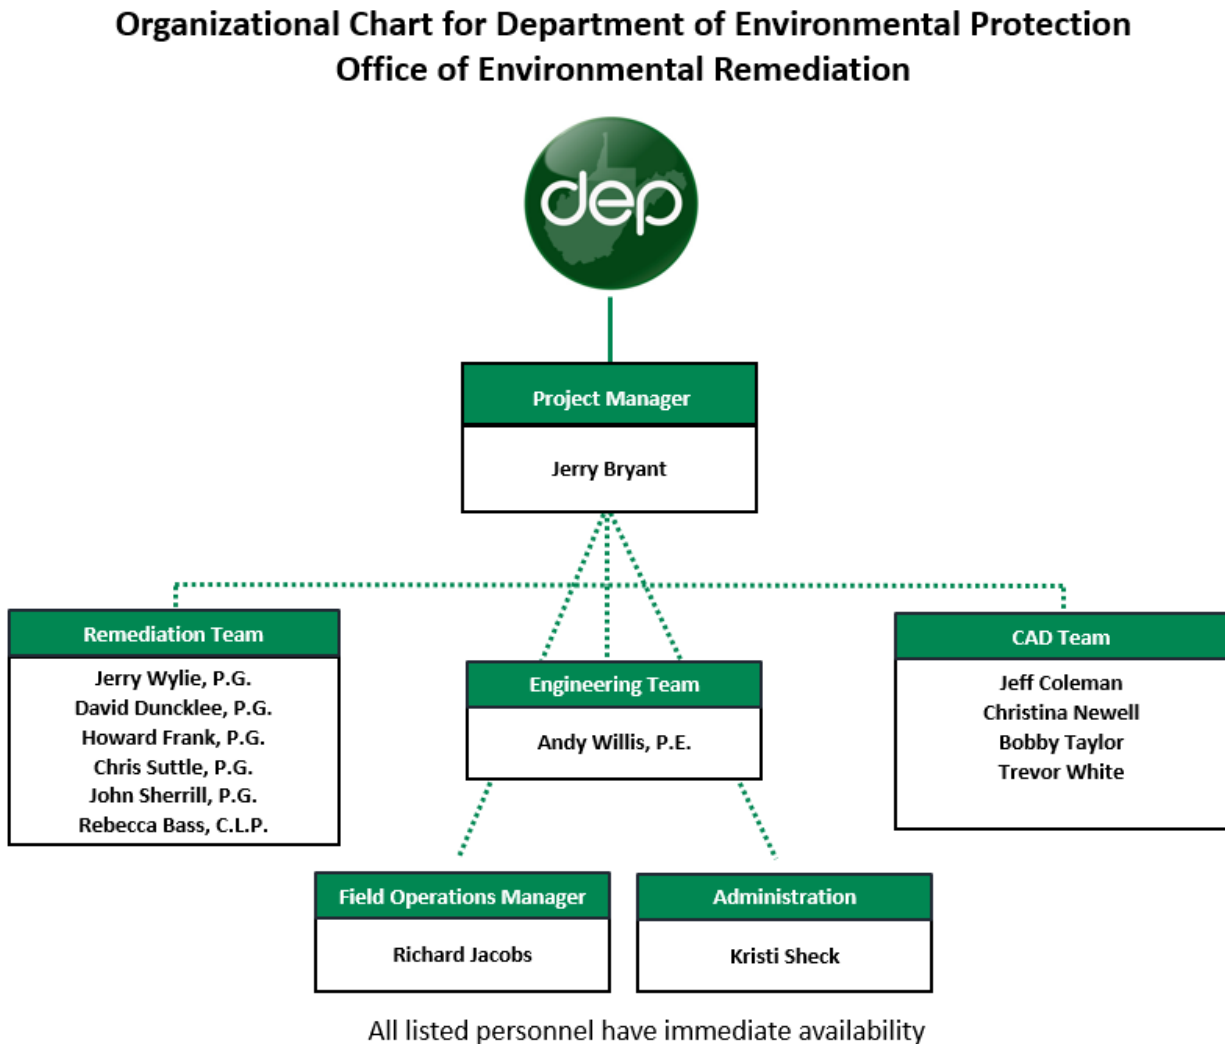 Organizational Chart for Department of Environmental Protection
Office of Environmental Remediation
dep
Project Manager
Jerry Bryant
Remediation Team
Jerry Wylie, P.G.
David Duncklee, P.G.
Howard Frank, P.G.
Chris Suttle, P.G.
John Sherrill, P.G.
Rebecca Bass, C.L.P.
Engineering Team
Andy Willis, P.E.
CAD Team
Jeff Coleman
Christina Newell
Bobby Taylor
Trevor White
Field Operations Manager
Richard Jacobs
Administration
Kristi Sheck
All listed personnel have immediate availability